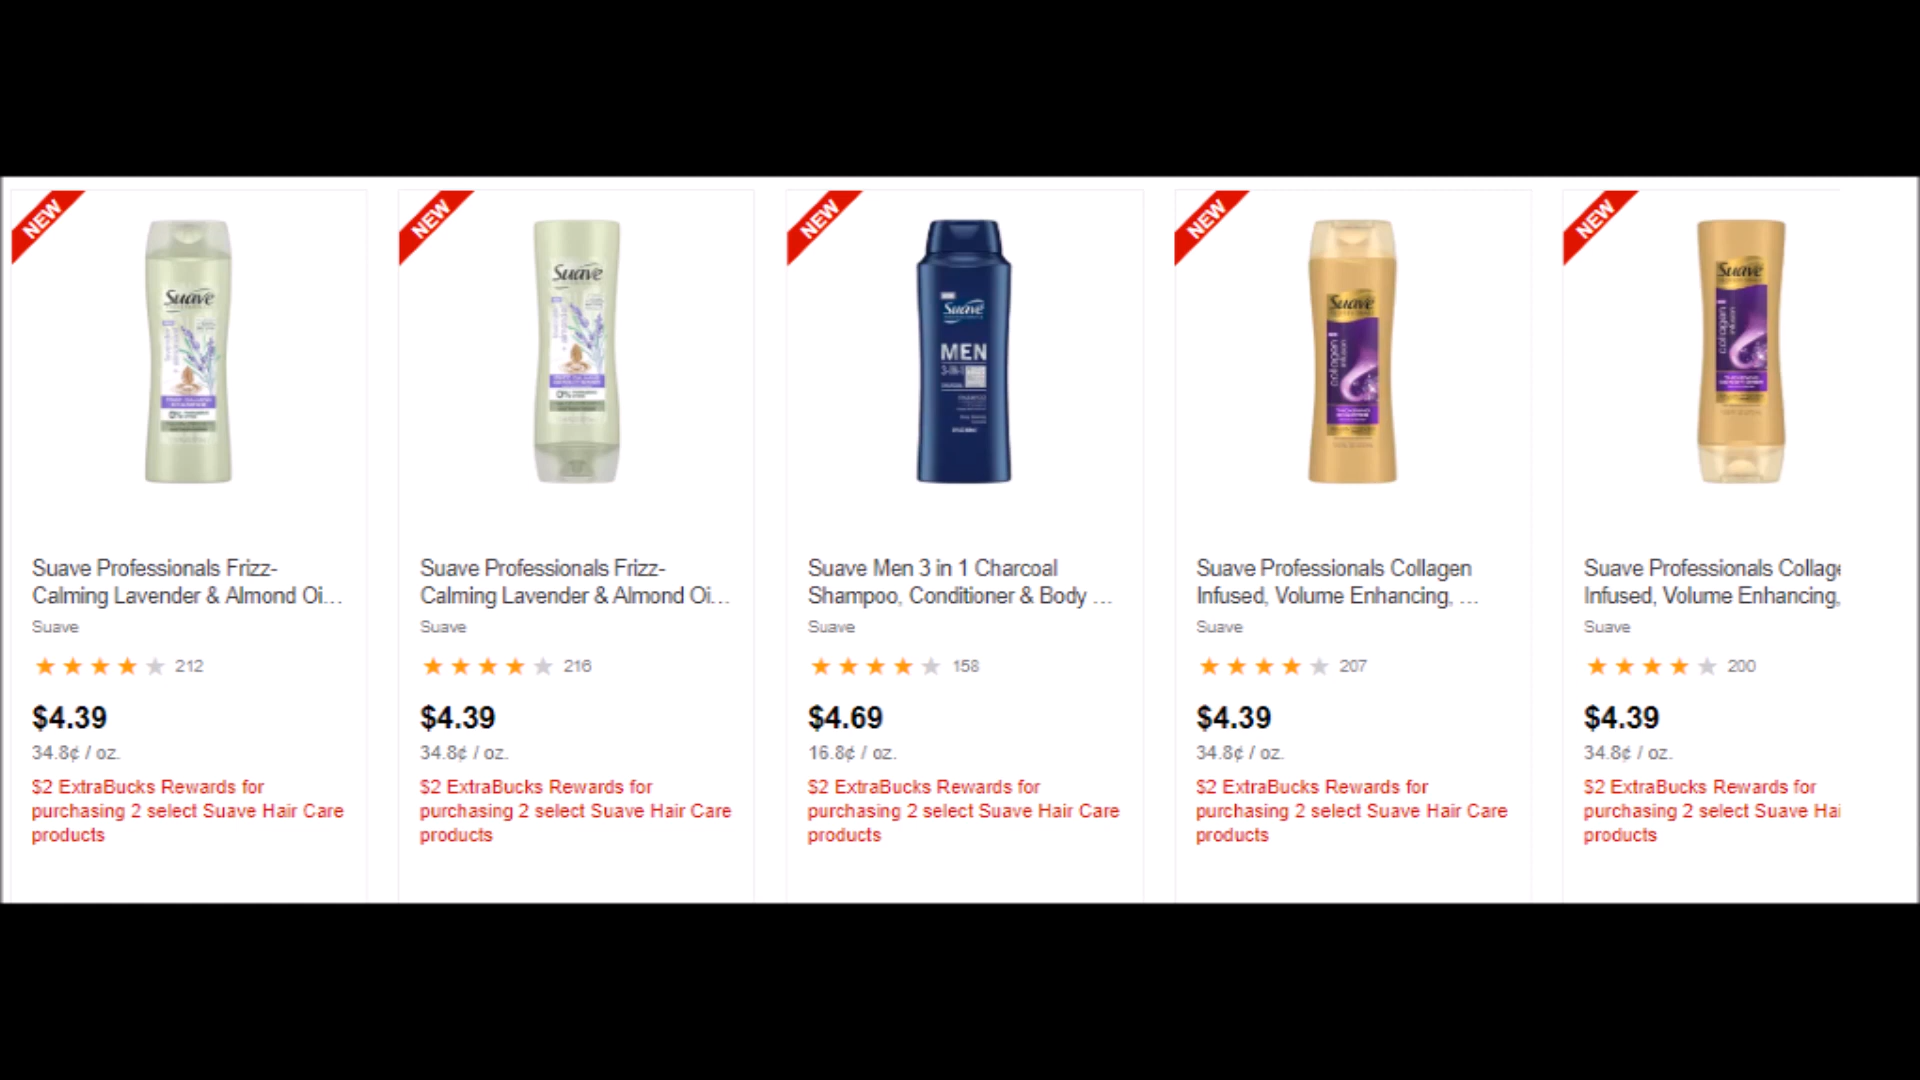 NEW
Suave
Suave Professionals Frizz-
Calming Lavender & Almond Oi...
Suave
212
$4.39
34.8¢ / oz.
$2 ExtraBucks Rewards for
purchasing 2 select Suave Hair Care
products
NEW
Suave
Suave Professionals Frizz-
Calming Lavender & Almond Oi...
Suave
216
$4.39
34.8¢ / oz.
$2 ExtraBucks Rewards for
purchasing 2 select Suave Hair Care
products
NEW
Suave
MEN
3-IN-1
Suave Men 3 in 1 Charcoal
Shampoo, Conditioner & Body ...
Suave
158
$4.69
16.8¢ / oz.
$2 ExtraBucks Rewards for
purchasing 2 select Suave Hair Care
products
NEW
Suave
collagen
infusion
Suave Professionals Collagen
Infused, Volume Enhancing, ...
Suave
207
$4.39
34.8¢ / oz.
$2 ExtraBucks Rewards for
purchasing 2 select Suave Hair Care
products
NEW
Suave
collagen
infusion
Suave Professionals Collage
Infused, Volume Enhancing,
Suave
200
$4.39
34.8¢ / oz.
$2 ExtraBucks Rewards for
purchasing 2 select Suave Hai
products